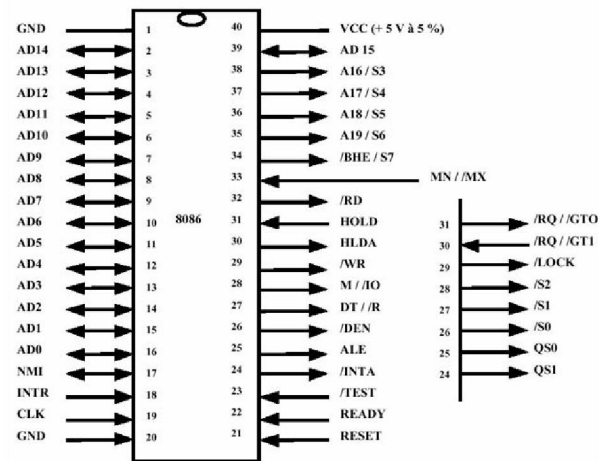 GND 1 40 VCC (+ 5 V à 5 %)
AD14 2 39 AD 15
AD13 3 38 A16 / S3
AD12 4 37 A17 / S4
AD11 5 36 A18 / S5
AD10 6 35 A19 / S6
AD9 7 34 /BHE / S7
AD8 8 33 MN / /MX
AD7 9 32 /RD
AD6 10 8086 31 HOLD 31 /RQ / /GTO
AD5 11 30 HLDA 30 /RQ / /GT1
AD4 12 29 /WR 29 /LOCK
AD3 13 28 M / /IO 28 /S2
AD2 14 27 DT / /R 27 /S1
AD1 15 26 /DEN 26 /S0
AD0 16 25 ALE 25 QS0
NMI 17 24 /INTA 24 QS1
INTR 18 23 /TEST
CLK 19 22 READY
GND 20 21 RESET